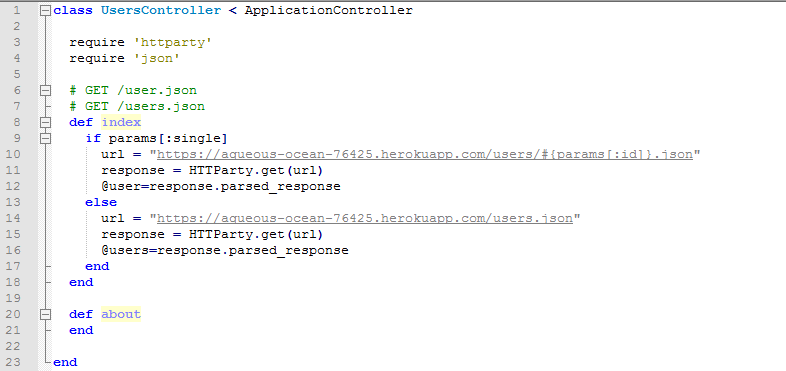 1 class UsersController < ApplicationController
2
3   require 'httparty'
4   require 'json'
5
6   # GET /user.json
7   # GET /users.json
8   def index
9     if params[:single]
10       url = "https://aqueous-ocean-76425.herokuapp.com/users/#{params[:id]}.json"
11       response = HTTParty.get(url)
12       @user=response.parsed_response
13     else
14       url = "https://aqueous-ocean-76425.herokuapp.com/users.json"
15       response = HTTParty.get(url)
16       @users=response.parsed_response
17     end
18   end
19
20   def about
21   end
22
23 end